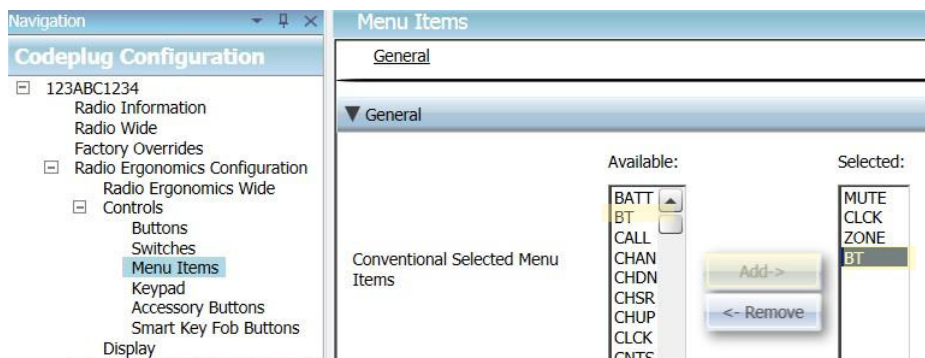 Navigation
Codeplug Configuration
123ABC1234
Radio Information
Radio Wide
Factory Overrides
Radio Ergonomics Configuration
Radio Ergonomics Wide
Controls
Buttons
Switches
Menu Items
Keypad
Accessory Buttons
Smart Key Fob Buttons
Display
Menu Items
General
General
Conventional Selected Menu
Items
Available:
BATT
BT
CALL
CHAN
CHDN
CHSR
CHUP
CLCK
CNTS
Add->
<- Remove
Selected:
MUTE
CLCK
ZONE
BT